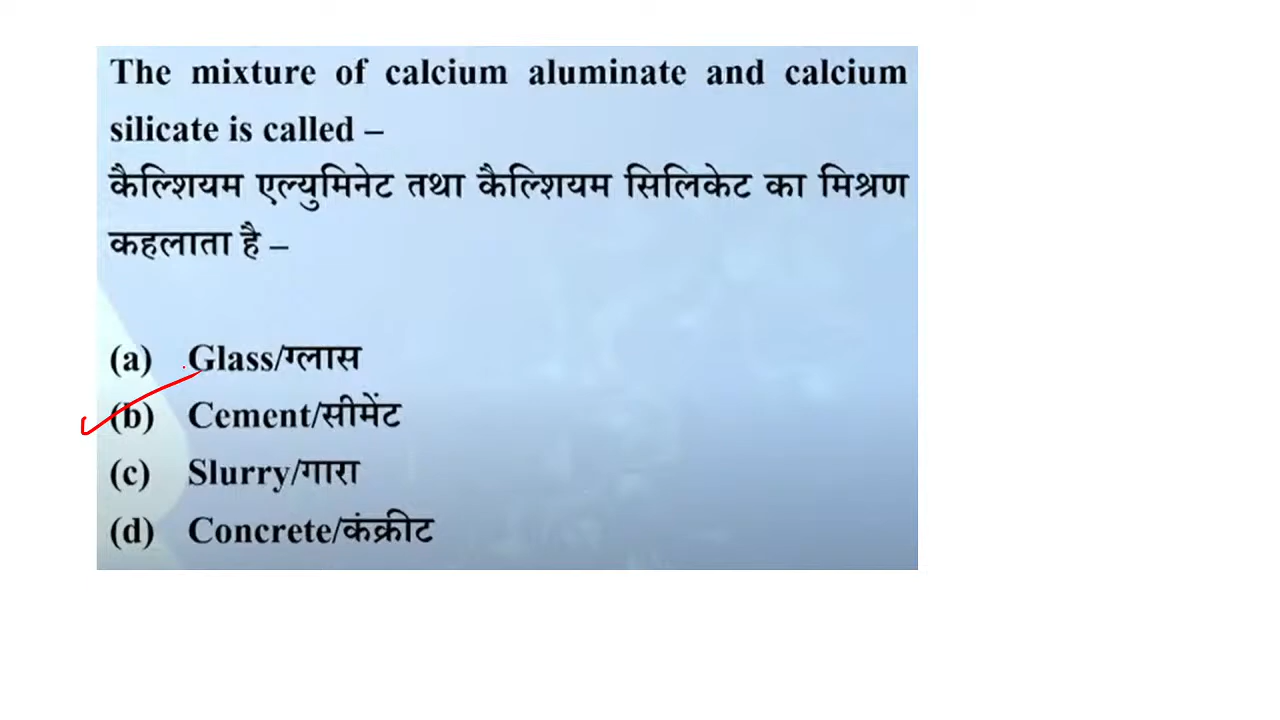 The mixture of calcium aluminate and calcium
silicate is called –
कैल्शियम एल्युमिनेट तथा कैल्शियम सिलिकेट का मिश्रण
कहलाता है –
(a) Glass/ग्लास
(b) Cement/सीमेंट
(c) Slurry/गारा
(d) Concrete/कंक्रीट